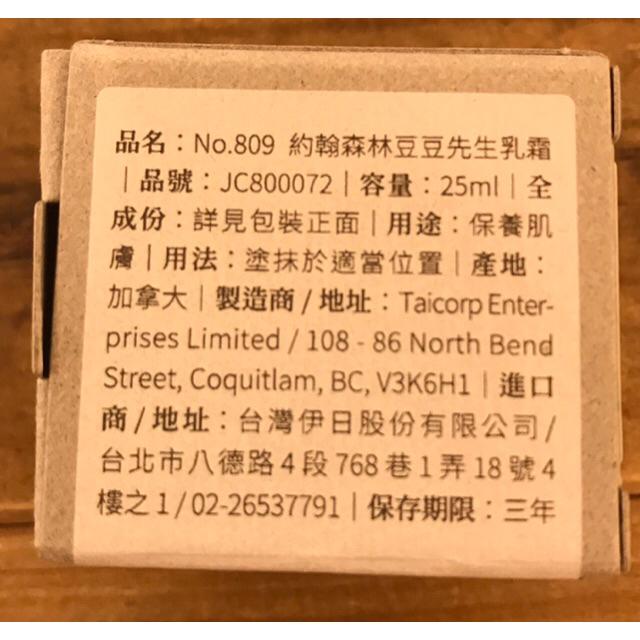 品名：No.809 約翰森林豆豆先生乳霜
｜品號：JC800072｜容量：25ml｜全
成份：詳見包裝正面｜用途：保養肌
膚｜用法：塗抹於適當位置｜產地：
加拿大｜製造商/地址：Taicorp Enter-
prises Limited / 108 - 86 North Bend
Street, Coquitlam, BC, V3K6H1｜進口
商/地址：台灣伊日股份有限公司/
台北市八德路4段768巷1弄18號4
樓之1/02-26537791｜保存期限：三年